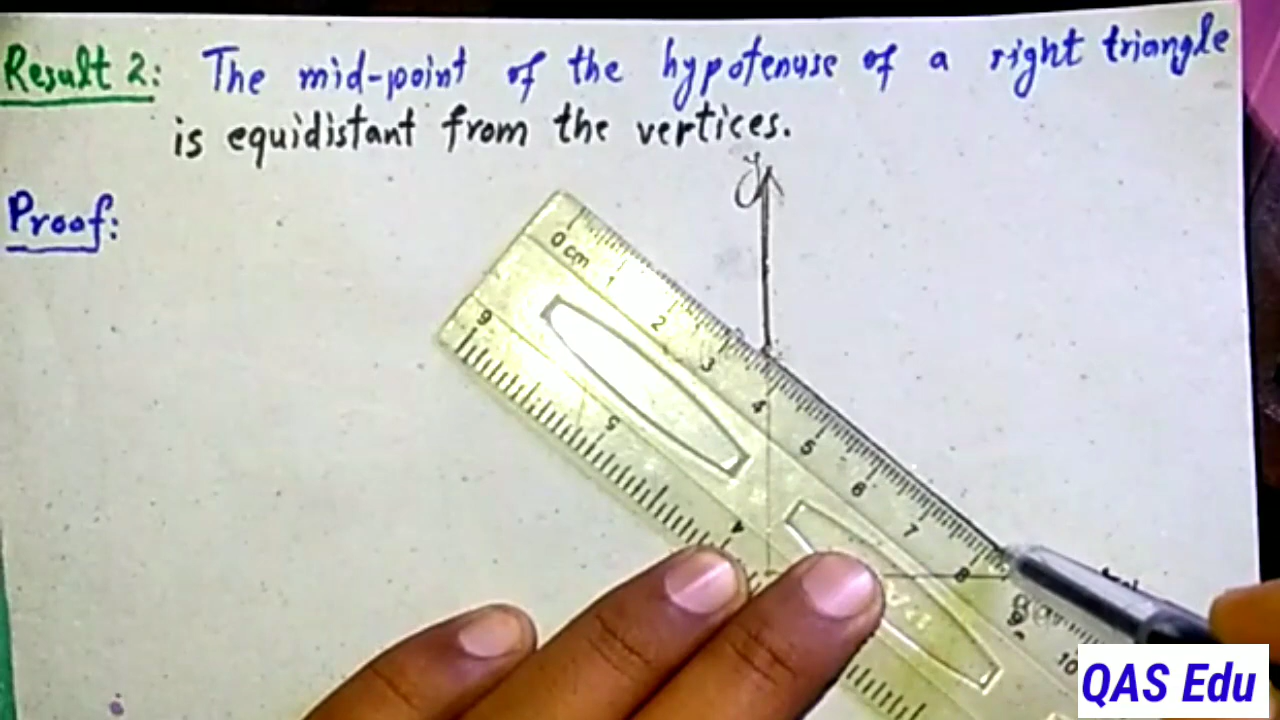 Result 2: The mid-point of the hypotenuse of a right triangle
is equidistant from the vertices.
Proof:
y
0 cm 1 2 3 4 5 6 7 8 9 10
6 5
QAS Edu